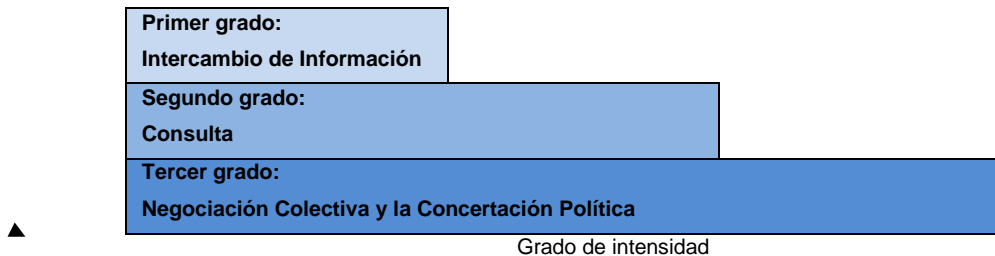 Primer grado:
Intercambio de Información
Segundo grado:
Consulta
Tercer grado:
Negociación Colectiva y la Concertación Política
Grado de intensidad